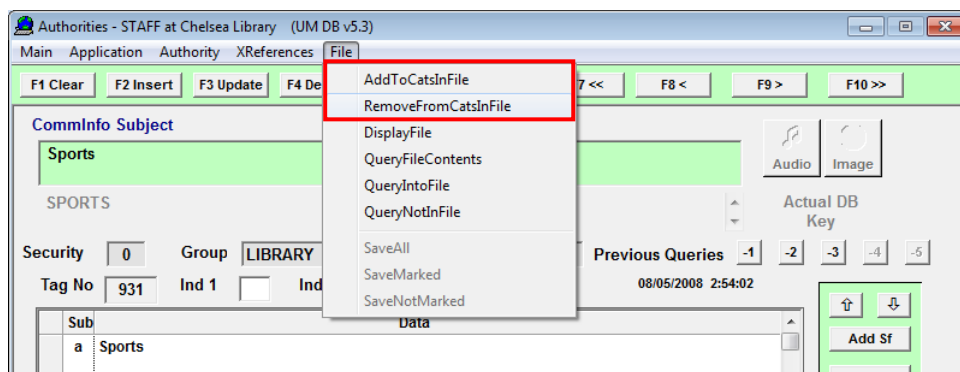 Authorities - STAFF at Chelsea Library (UM DB v5.3)
Main Application Authority XReferences File
F1 Clear F2 Insert F3 Update F4 De 7 << F8 < F9 > F10 >>
AddToCatsInFile
RemoveFromCatsInFile
DisplayFile
QueryFileContents
QueryIntoFile
QueryNotInFile
SaveAll
SaveMarked
SaveNotMarked
CommInfo Subject
Sports
Audio Image
SPORTS
Actual DB
Key
Security 0 Group LIBRARY Previous Queries -1 -2 -3 -4 -5
Tag No 931 Ind 1 Ind 08/05/2008 2:54:02
Sub Data
a Sports
Add Sf